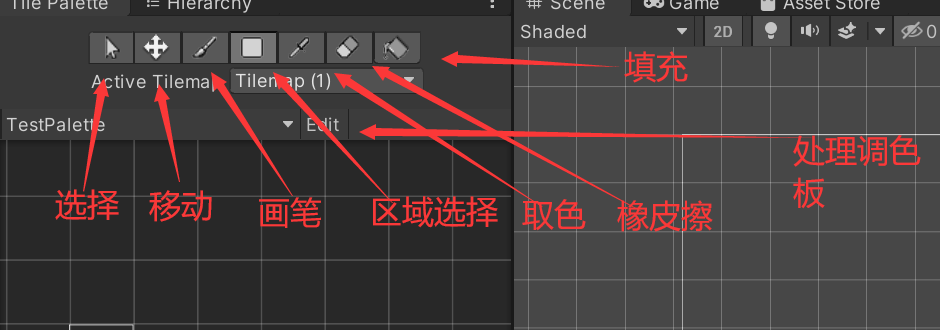 Tile Palette
Hierarchy
Scene
Game
Asset Store
Shaded
2D
0
填充
Active Tilemap
Tilemap (1)
TestPalette
Edit
处理调色
板
选择
移动
画笔
区域选择
取色
橡皮擦